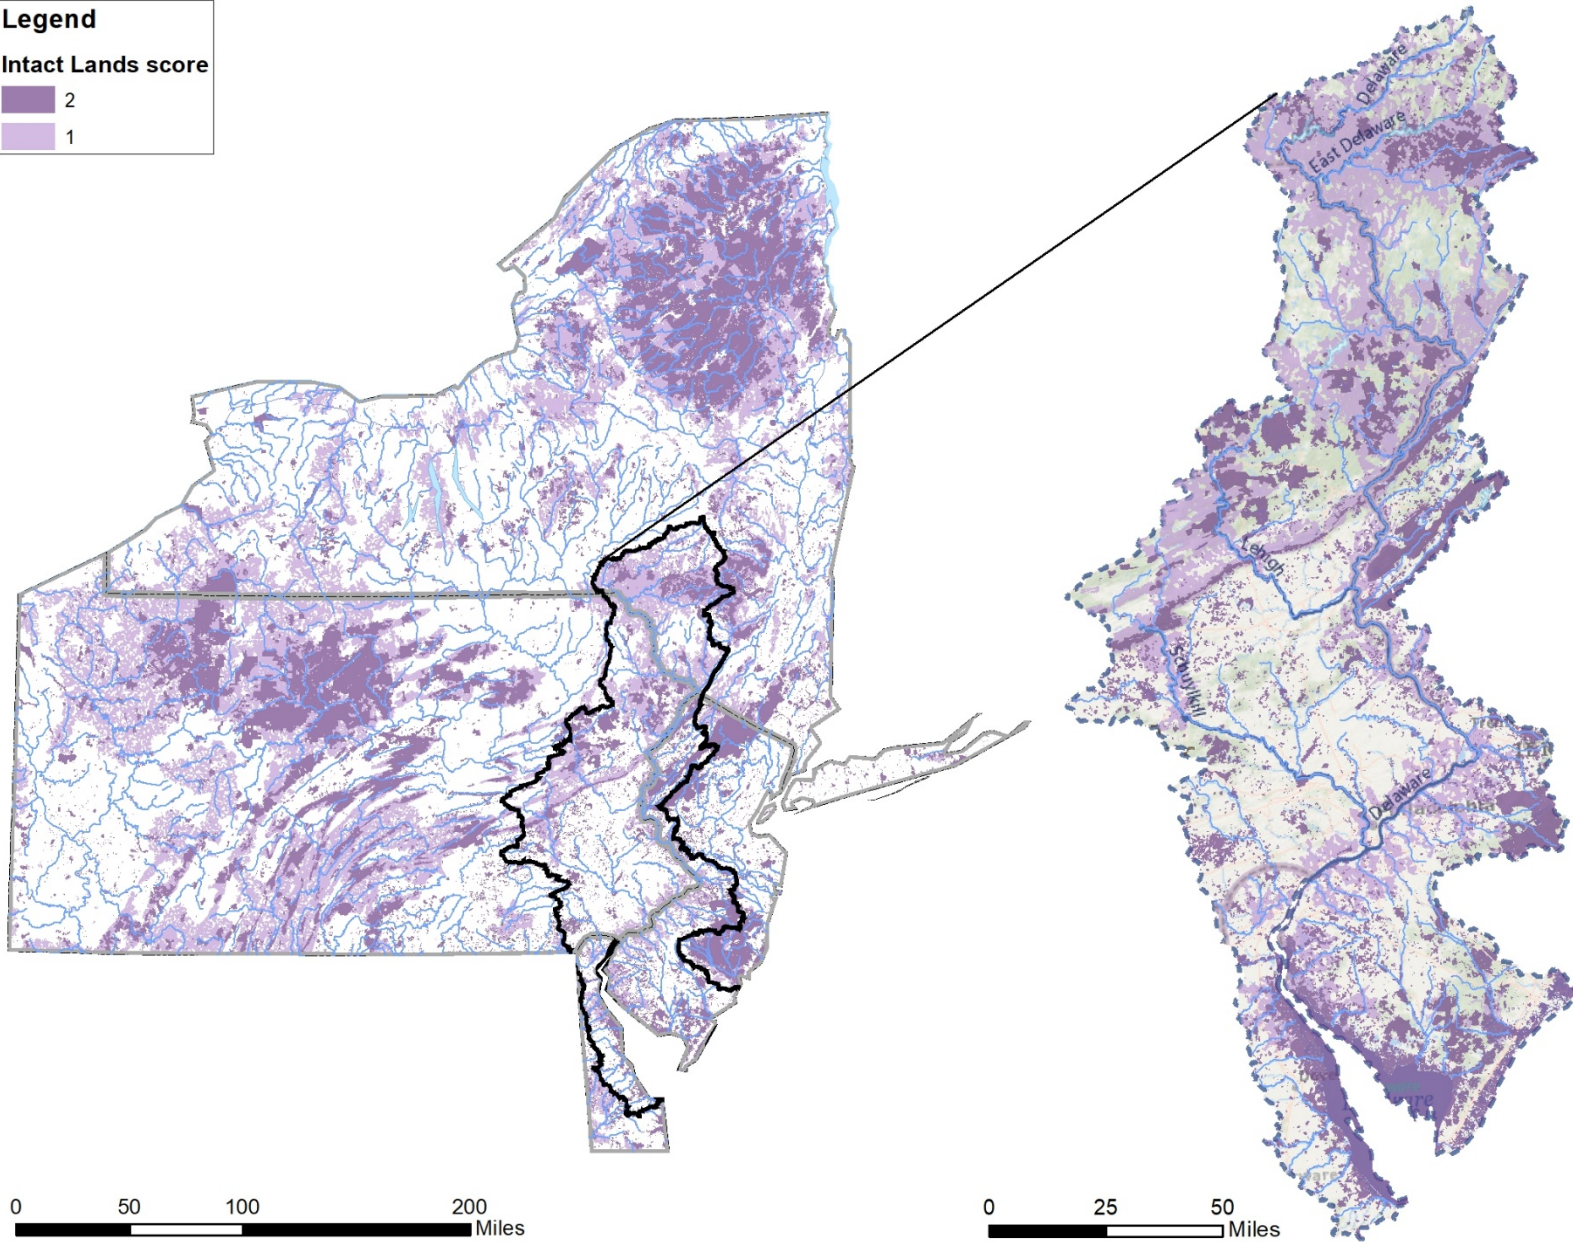 Legend
Intact Lands score
2
1
Delaware
East Delaware
Lehigh
Schuylkill
Delaware
0 50 100 200
Miles
0 25 50
Miles